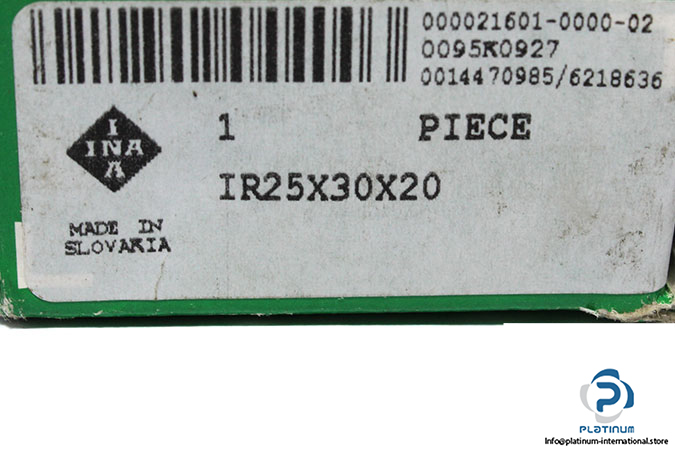 000021601-0000-02
0095K0927
0014470985/6218636
I
INA
A
1 PIECE
IR25X30X20
MADE IN
SLOVAKIA
P
PLATINUM
Info@platinum-international.store